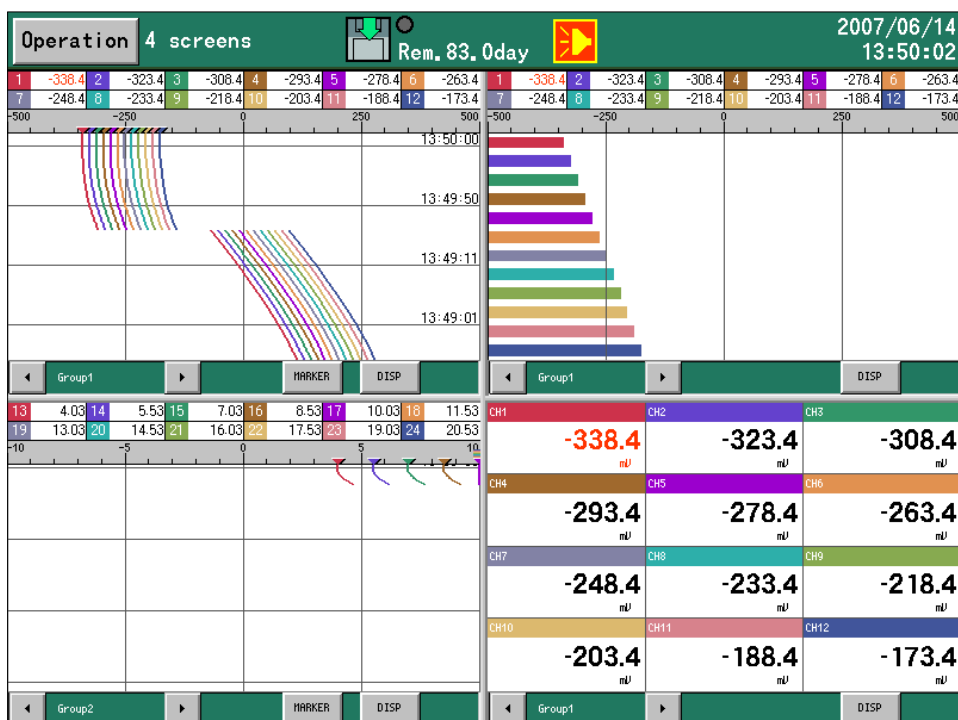 Operation 4 screens Rem.83.0day 2007/06/14
13:50:02
1 -338.4 2 -323.4 3 -308.4 4 -293.4 5 -278.4 6 -263.4
7 -248.4 8 -233.4 9 -218.4 10 -203.4 11 -188.4 12 -173.4
-500 -250 0 250 500
13:50:00
13:49:50
13:49:11
13:49:01
Group1 MARKER DISP
1 -338.4 2 -323.4 3 -308.4 4 -293.4 5 -278.4 6 -263.4
7 -248.4 8 -233.4 9 -218.4 10 -203.4 11 -188.4 12 -173.4
-500 -250 0 250 500
Group1 DISP
13 4.03 14 5.53 15 7.03 16 8.53 17 10.03 18 11.53
19 13.03 20 14.53 21 16.03 22 17.53 23 19.03 24 20.53
-10 -5 0 5 10
Group2 MARKER DISP
CH1 CH2 CH3
-338.4 -323.4 -308.4
mV mV mV
CH4 CH5 CH6
-293.4 -278.4 -263.4
mV mV mV
CH7 CH8 CH9
-248.4 -233.4 -218.4
mV mV mV
CH10 CH11 CH12
-203.4 -188.4 -173.4
mV mV mV
Group1 DISP